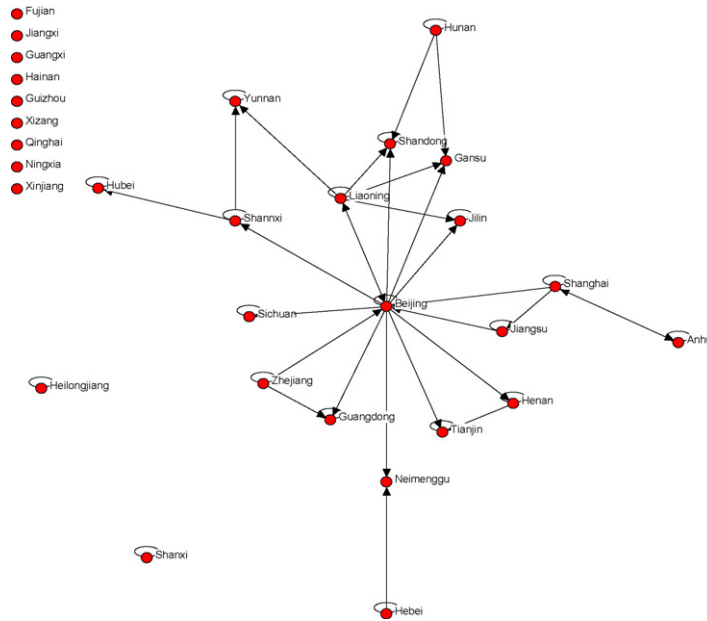 Fujian
Jiangxi
Guangxi
Hainan
Guizhou
Xizang
Qinghai
Ningxia
Xinjiang
Hunan
Yunnan
Shandong
Gansu
Hubei
Liaoning
Shannxi
Jilin
Shanghai
Beijing
Sichuan
Jiangsu
Anhu
Zhejiang
Heilongjiang
Henan
Guangdong
Tianjin
Neimenggu
Shanxi
Hebei